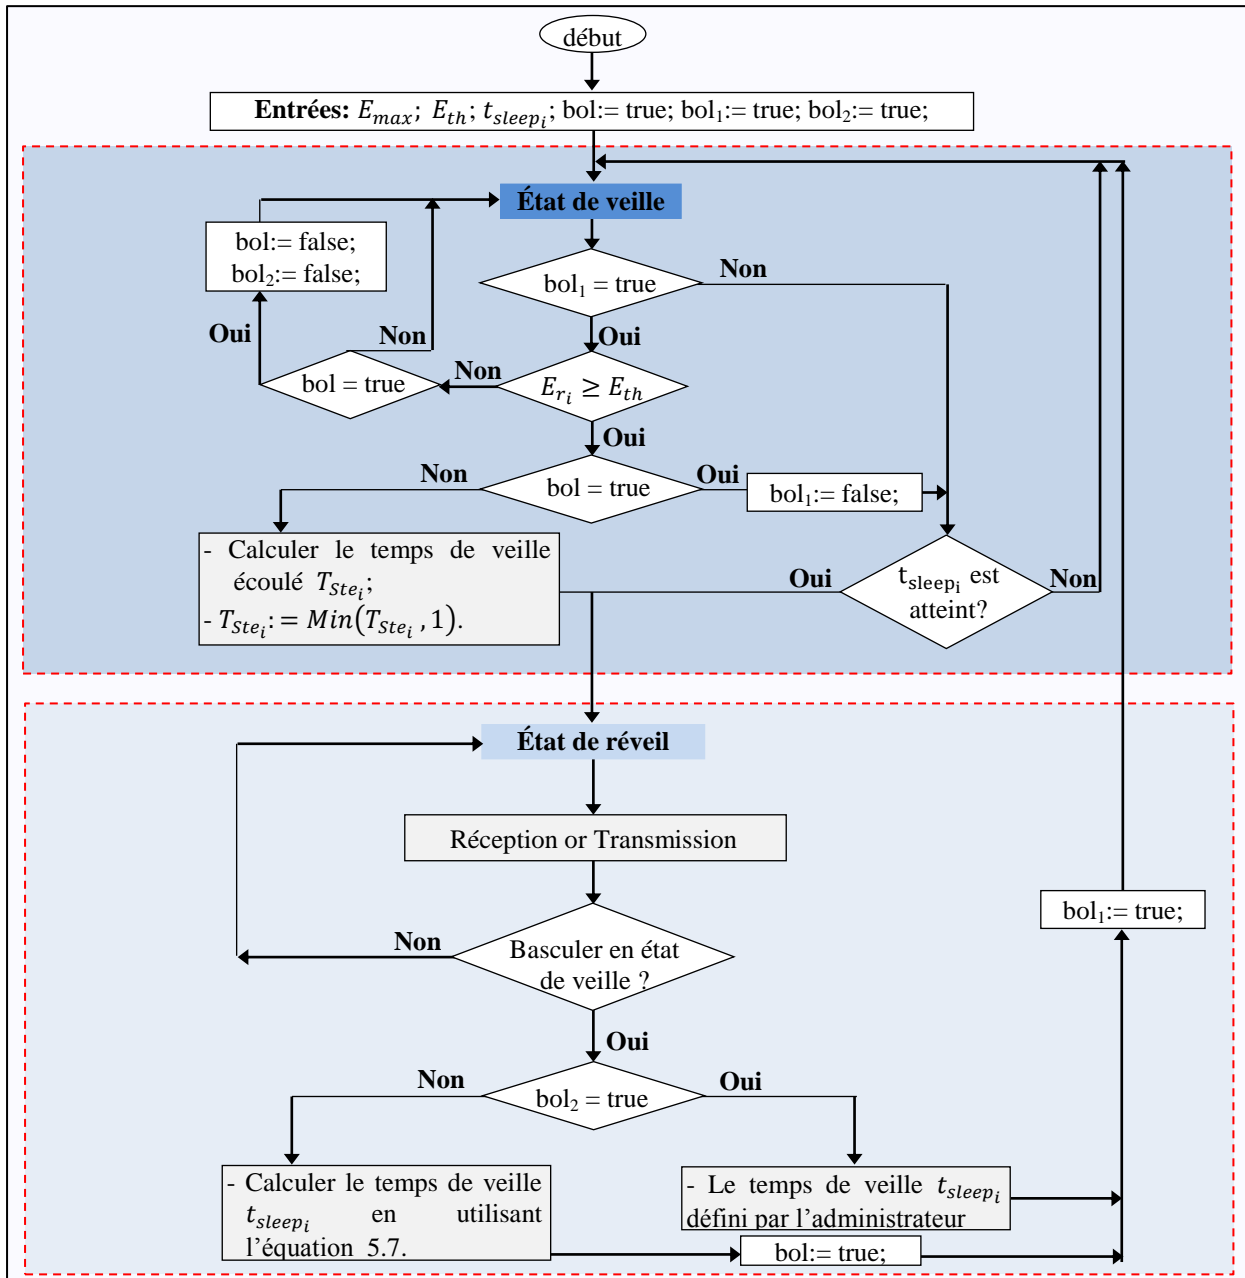 début
Entrées: E_max; E_th; t_sleep_i; bol:= true; bol₁:= true; bol₂:= true;
État de veille
bol:= false;
bol₂:= false;
bol₁ = true
Non
Oui
Non
Oui
bol = true
Non
E_r_i ≥ E_th
Oui
Non
bol = true
Oui
bol₁:= false;
- Calculer le temps de veille
écoulé T_Ste_i;
- T_Ste_i:= Min(T_Ste_i , 1).
Oui
t_sleep_i est
atteint?
Non
État de réveil
Réception or Transmission
bol₁:= true;
Non
Basculer en état
de veille ?
Oui
Non
bol₂ = true
Oui
- Calculer le temps de veille
t_sleep_i en utilisant
l'équation 5.7.
- Le temps de veille t_sleep_i
défini par l'administrateur
bol:= true;